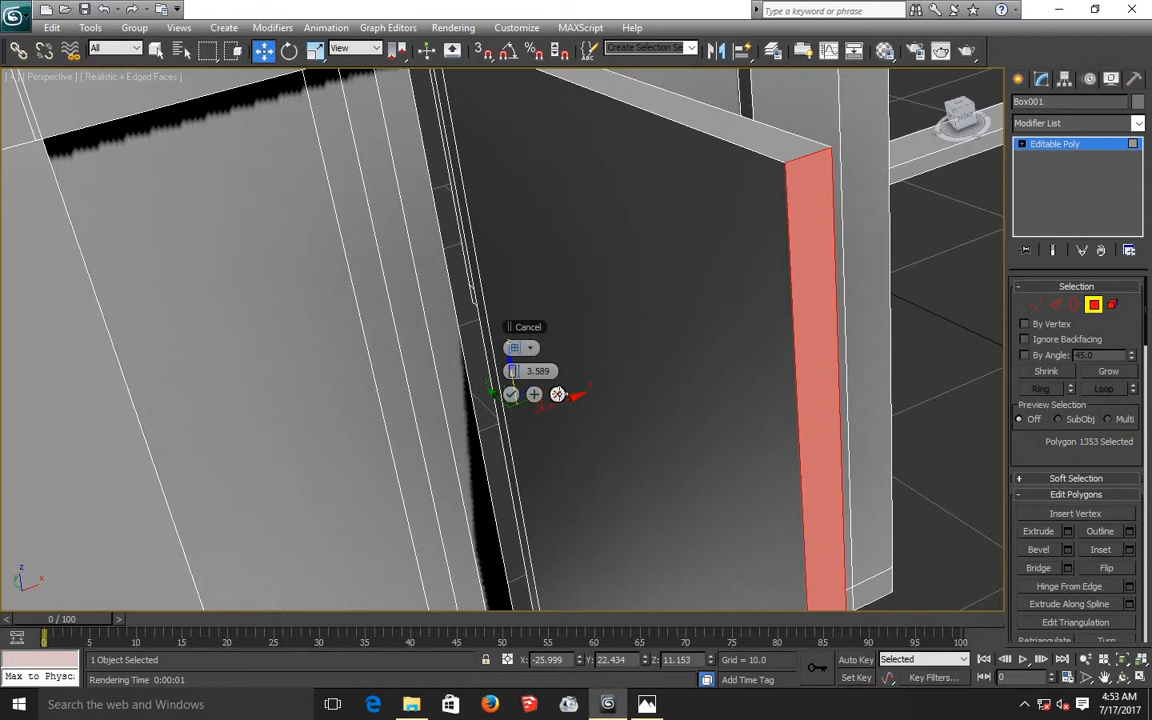 Type a keyword or phrase
Edit Tools Group Views Create Modifiers Animation Graph Editors Rendering Customize MAXScript Help
All View Create Selection Se
[ + ] [ Perspective ] [ Realistic + Edged Faces ]
Box001
Modifier List
Editable Poly
Selection
By Vertex
Ignore Backfacing
By Angle: 45.0
Shrink Grow
Ring Loop
Preview Selection
Off SubObj Multi
Polygon 1353 Selected
Soft Selection
Edit Polygons
Insert Vertex
Extrude Outline
Bevel Inset
Bridge Flip
Hinge From Edge
Extrude Along Spline
Edit Triangulation
Retriangulate Turn
Cancel
3.589
z
x
0 / 100
0 5 10 15 20 25 30 35 40 45 50 55 60 65 70 75 80 85 90 95 100
1 Object Selected X: -25.999 Y: 22.434 Z: 11.153 Grid = 10.0 Auto Key Selected
Max to Physc Rendering Time 0:00:01 Add Time Tag Set Key Key Filters... 0
Search the web and Windows
4:53 AM
7/17/2017